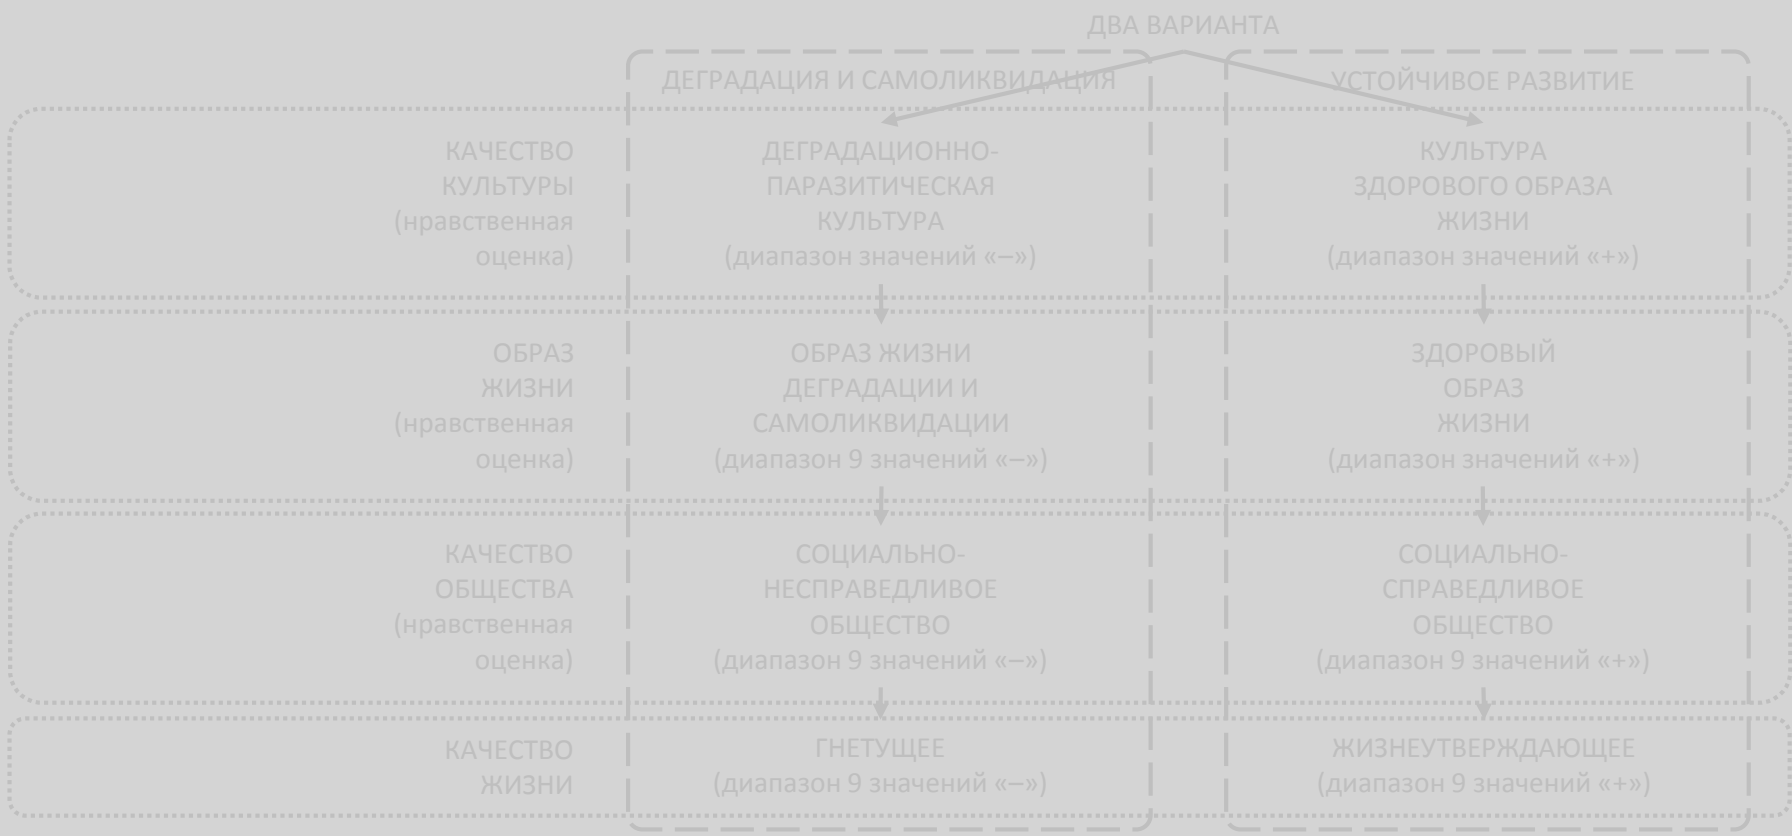 ДВА ВАРИАНТА
ДЕГРАДАЦИЯ И САМОЛИКВИДАЦИЯ
УСТОЙЧИВОЕ РАЗВИТИЕ
КАЧЕСТВО
КУЛЬТУРЫ
(нравственная
оценка)
ДЕГРАДАЦИОННО-
ПАРАЗИТИЧЕСКАЯ
КУЛЬТУРА
(диапазон значений «–»)
КУЛЬТУРА
ЗДОРОВОГО ОБРАЗА
ЖИЗНИ
(диапазон значений «+»)
ОБРАЗ
ЖИЗНИ
(нравственная
оценка)
ОБРАЗ ЖИЗНИ
ДЕГРАДАЦИИ И
САМОЛИКВИДАЦИИ
(диапазон 9 значений «–»)
ЗДОРОВЫЙ
ОБРАЗ
ЖИЗНИ
(диапазон значений «+»)
КАЧЕСТВО
ОБЩЕСТВА
(нравственная
оценка)
СОЦИАЛЬНО-
НЕСПРАВЕДЛИВОЕ
ОБЩЕСТВО
(диапазон 9 значений «–»)
СОЦИАЛЬНО-
СПРАВЕДЛИВОЕ
ОБЩЕСТВО
(диапазон 9 значений «+»)
КАЧЕСТВО
ЖИЗНИ
ГНЕТУЩЕЕ
(диапазон 9 значений «–»)
ЖИЗНЕУТВЕРЖДАЮЩЕЕ
(диапазон 9 значений «+»)